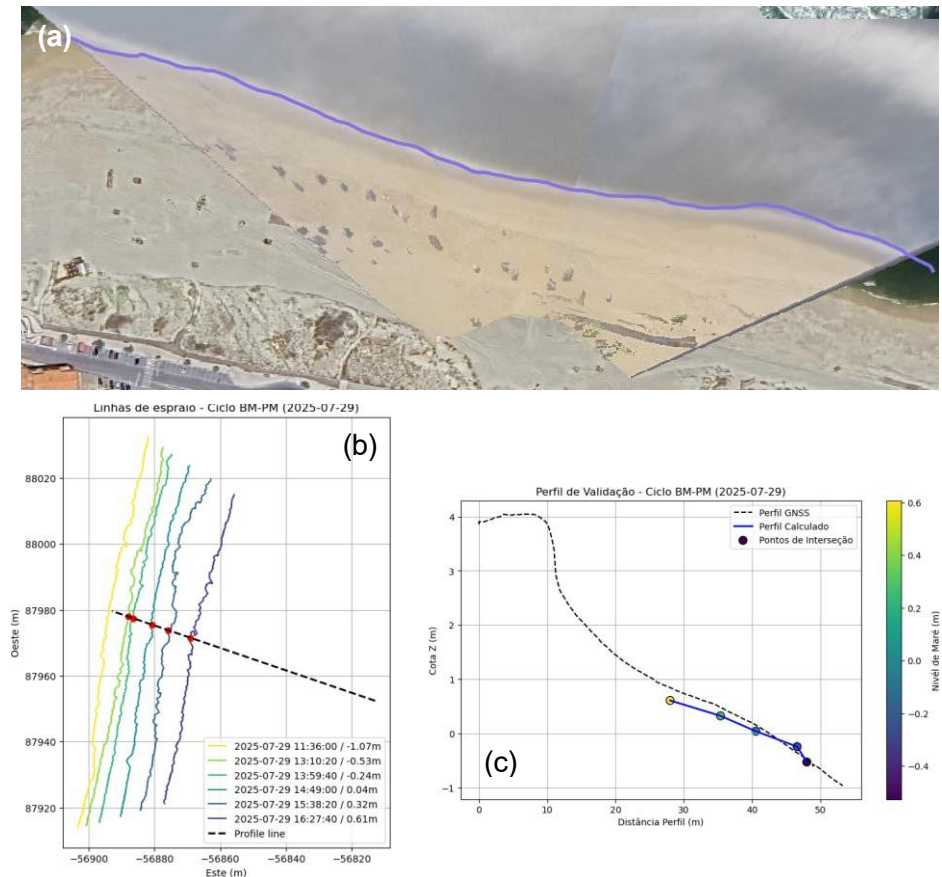 (a)
Linhas de espraio - Ciclo BM-PM (2025-07-29)
(b)
88020
88000
87980
87960
87940
87920
Oeste (m)
2025-07-29 11:36:00 / -1.07m
2025-07-29 13:10:20 / -0.53m
2025-07-29 13:59:40 / -0.24m
2025-07-29 14:49:00 / 0.04m
2025-07-29 15:38:20 / 0.32m
2025-07-29 16:27:40 / 0.61m
Profile line
−56900 −56880 −56860 −56840 −56820
Este (m)
Perfil de Validação - Ciclo BM-PM (2025-07-29)
Perfil GNSS
Perfil Calculado
Pontos de Interseção
4
3
2
1
0
−1
Cota Z (m)
(c)
0 10 20 30 40 50
Distância Perfil (m)
0.6
0.4
0.2
0.0
−0.2
−0.4
Nivél de Maré (m)